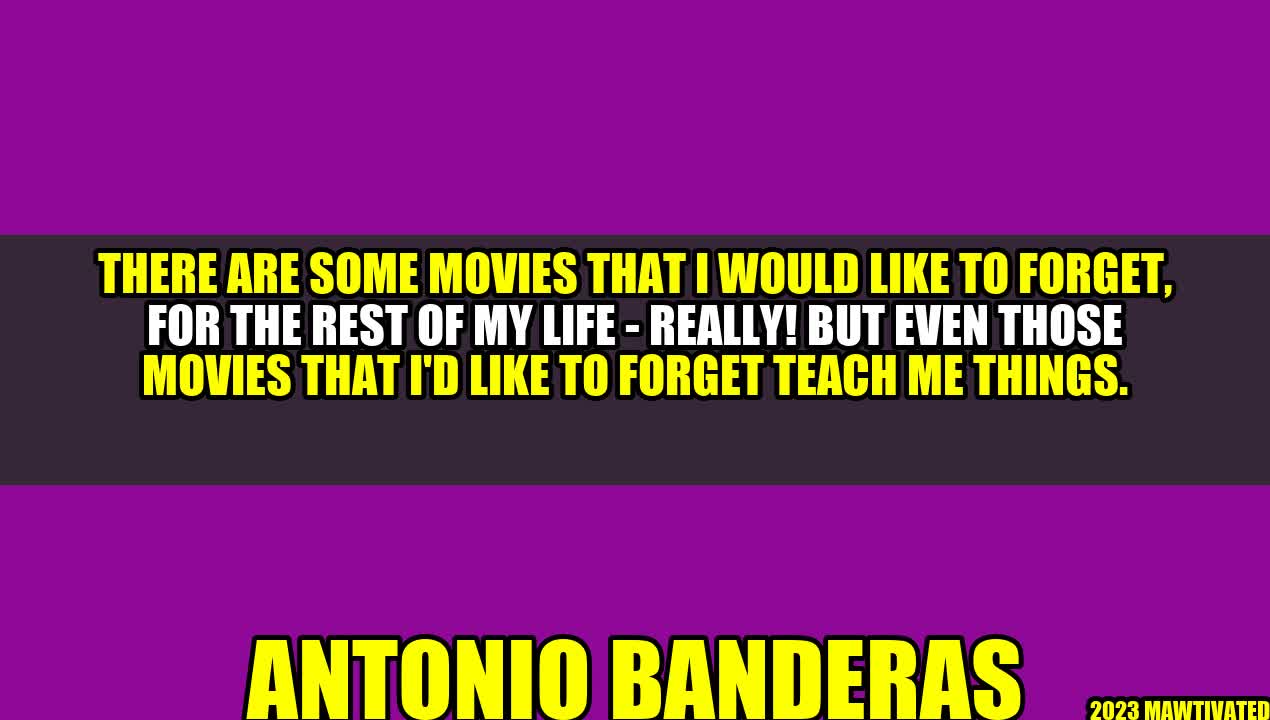 THERE ARE SOME MOVIES THAT I WOULD LIKE TO FORGET,
FOR THE REST OF MY LIFE - REALLY! BUT EVEN THOSE
MOVIES THAT I'D LIKE TO FORGET TEACH ME THINGS.
ANTONIO BANDERAS
2023 MAWTIVATED